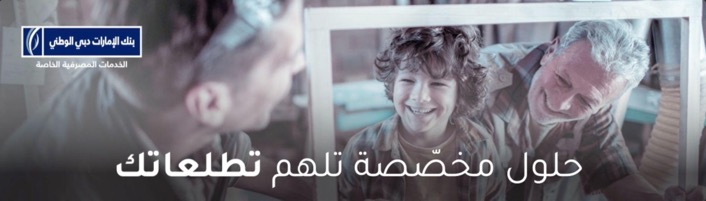 بنك الإمارات دبي الوطني
الخدمات المصرفية الخاصة
حلول مخصّصة تلهم تطلعاتك